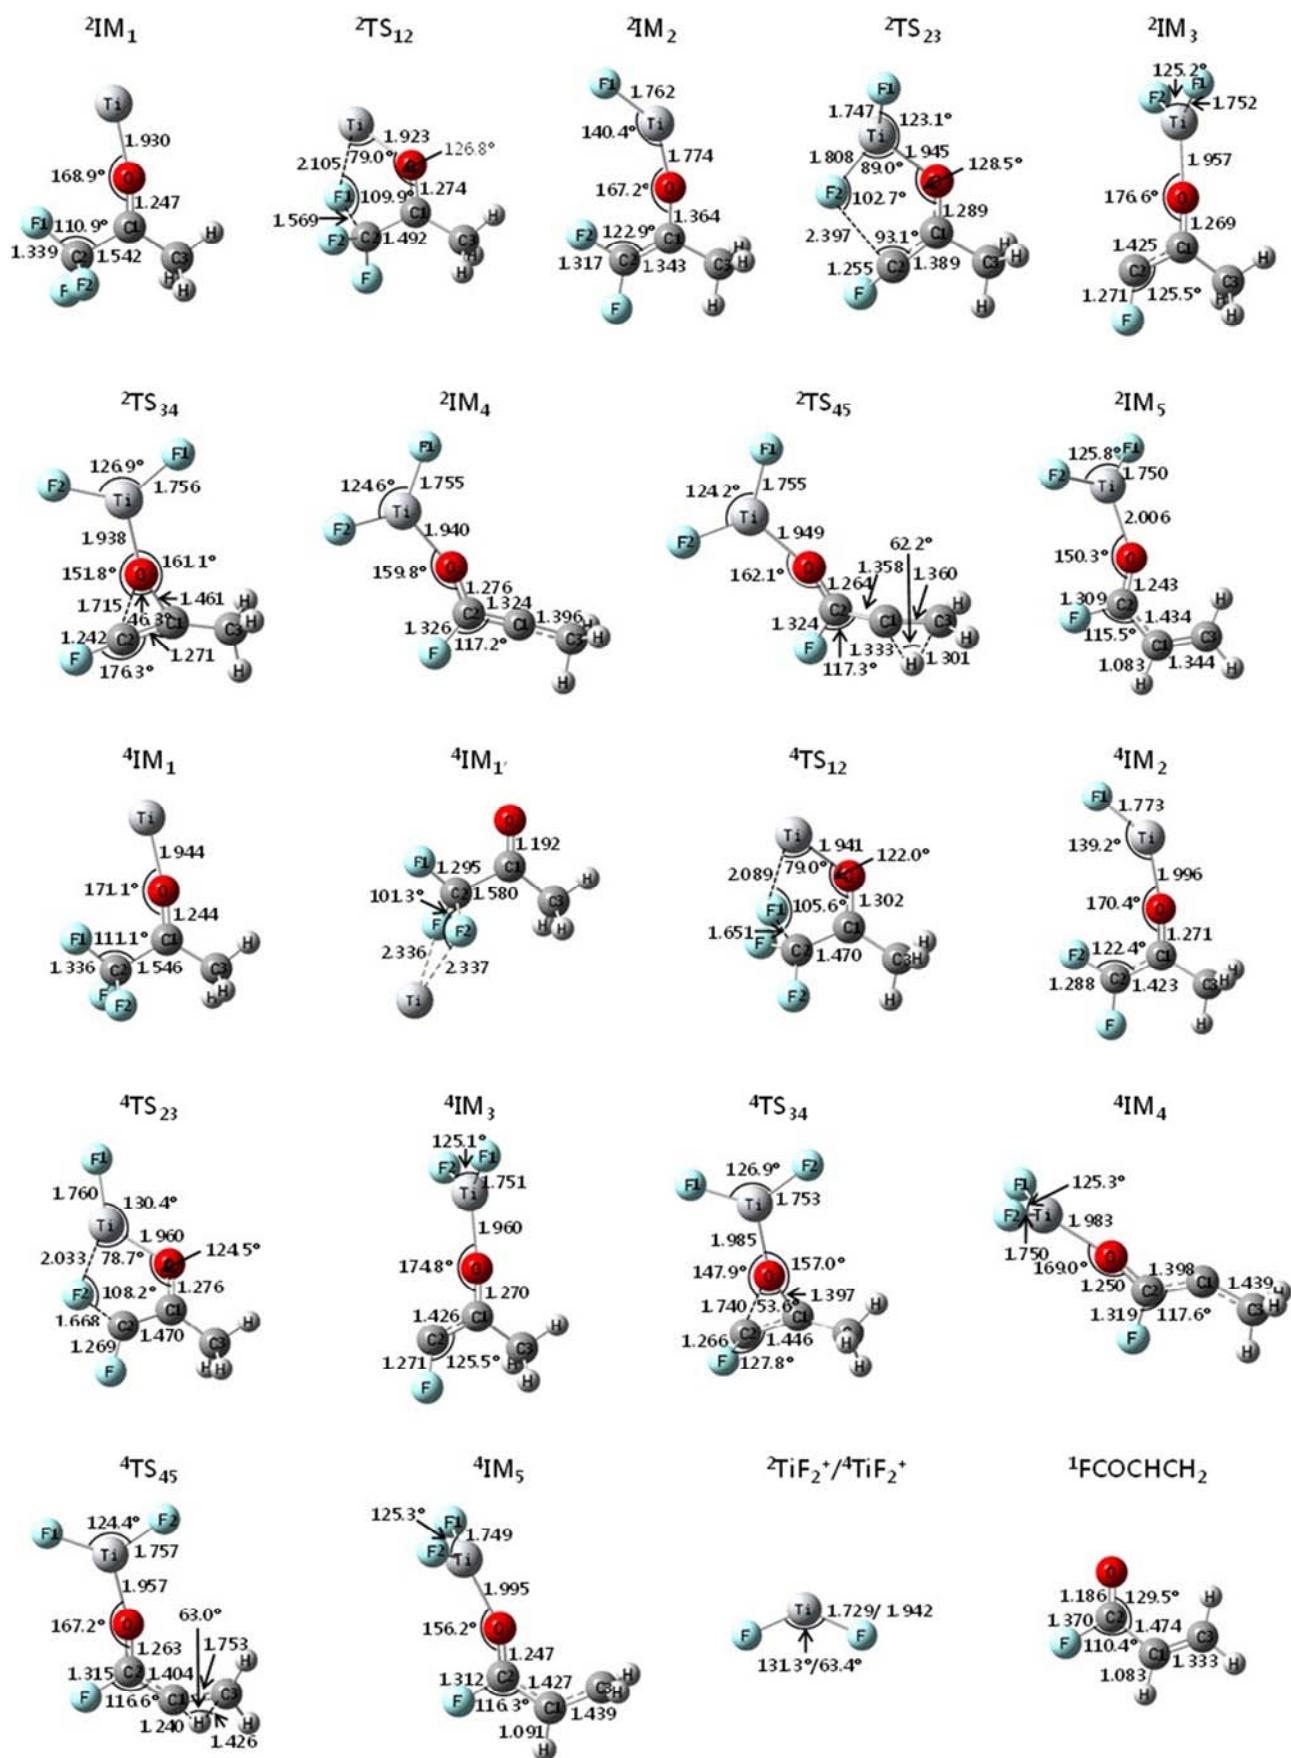 ²IM₁ ²TS₁₂ ²IM₂ ²TS₂₃ ²IM₃
Ti
1.930
168.9°
O
1.247
F1
110.9°
C1
H
1.339
C2
1.542
C3
F
F2
H
H
Ti
1.923
2.105
79.0°
O
126.8°
F1
109.9°
1.274
1.569
C1
H
F2
C2
1.492
C3
H
H
F
F1
1.762
140.4°
Ti
1.774
167.2°
O
1.364
F2
122.9°
C1
1.317
C2
1.343
C3
H
H
F
H
F1
1.747
123.1°
Ti
1.808
1.945
89.0°
128.5°
F2
102.7°
O
1.289
2.397
93.1°
C1
H
1.255
C2
1.389
C3
H
F
H
125.2°
F2
F1
1.752
Ti
1.957
176.6°
O
1.269
1.425
C1
H
C2
C3
1.271
125.5°
H
H
F
²TS₃₄ ²IM₄ ²TS₄₅ ²IM₅
126.9°
F1
F2
1.756
Ti
1.938
161.1°
151.8°
O
1.715
1.461
H
46.3°
C1
H
1.242
C2
C3
F
1.271
176.3°
H
F1
124.6°
1.755
F2
Ti
1.940
159.8°
O
1.276
1.324
C2
1.396
1.326
C1
H
F
117.2°
C3
H
H
F1
124.2°
1.755
Ti
F2
1.949
62.2°
1.358
162.1°
O
1.360
1.264
H
C2
C1
C3
1.324
H
F
1.333
H
1.301
117.3°
125.8°
F1
F2
1.750
Ti
2.006
150.3°
O
1.243
1.309
C2
H
F
1.434
115.5°
C1
C3
1.083
1.344
H
H
⁴IM₁ ⁴IM₁′ ⁴TS₁₂ ⁴IM₂
Ti
1.944
171.1°
O
1.244
F1
111.1°
C1
H
1.336
C2
1.546
C3
F
F2
H
H
O
1.192
F1
1.295
C1
H
101.3°
C2
1.580
C3
F
F2
H
H
2.336
2.337
Ti
Ti
1.941
122.0°
2.089
79.0°
O
F1
105.6°
1.302
1.651
F
C1
C2
1.470
C3
H
H
F2
H
F1
1.773
139.2°
Ti
1.996
170.4°
O
1.271
F2
122.4°
C1
1.288
C2
1.423
C3
H
H
F
H
⁴TS₂₃ ⁴IM₃ ⁴TS₃₄ ⁴IM₄
F1
1.760
130.4°
Ti
1.960
124.5°
2.033
78.7°
O
F2
108.2°
1.276
1.668
C1
H
C2
1.470
C3
1.269
H
H
F
125.1°
F2
F1
1.751
Ti
1.960
174.8°
O
1.270
1.426
C1
H
C2
C3
1.271
125.5°
H
H
F
126.9°
F2
F1
1.753
Ti
1.985
157.0°
147.9°
O
1.397
1.740
53.6°
H
C1
1.266
C2
1.446
C
H
F
127.8°
H
F1
125.3°
F2
Ti
1.983
1.750
169.0°
O
1.398
C1
1.250
1.439
C2
H
1.319
C3
H
117.6°
F
H
⁴TS₄₅ ⁴IM₅ ²TiF₂⁺/⁴TiF₂⁺ ¹FCOCHCH₂
124.4°
F2
F1
1.757
Ti
1.957
167.2°
O
63.0°
1.263
1.753
H
1.315
C2
1.404
F
116.6°
C1
C3
1.240
H
H
1.426
125.3°
F1
1.749
F2
Ti
1.995
156.2°
O
1.247
1.312
C2
1.427
H
F
116.3°
C3
H
C1
1.439
1.091
H
Ti
1.729/ 1.942
F
F
131.3°/63.4°
O
1.186
129.5°
H
1.370
C2
1.474
F
C3
110.4°
C1
H
1.083
1.333
H